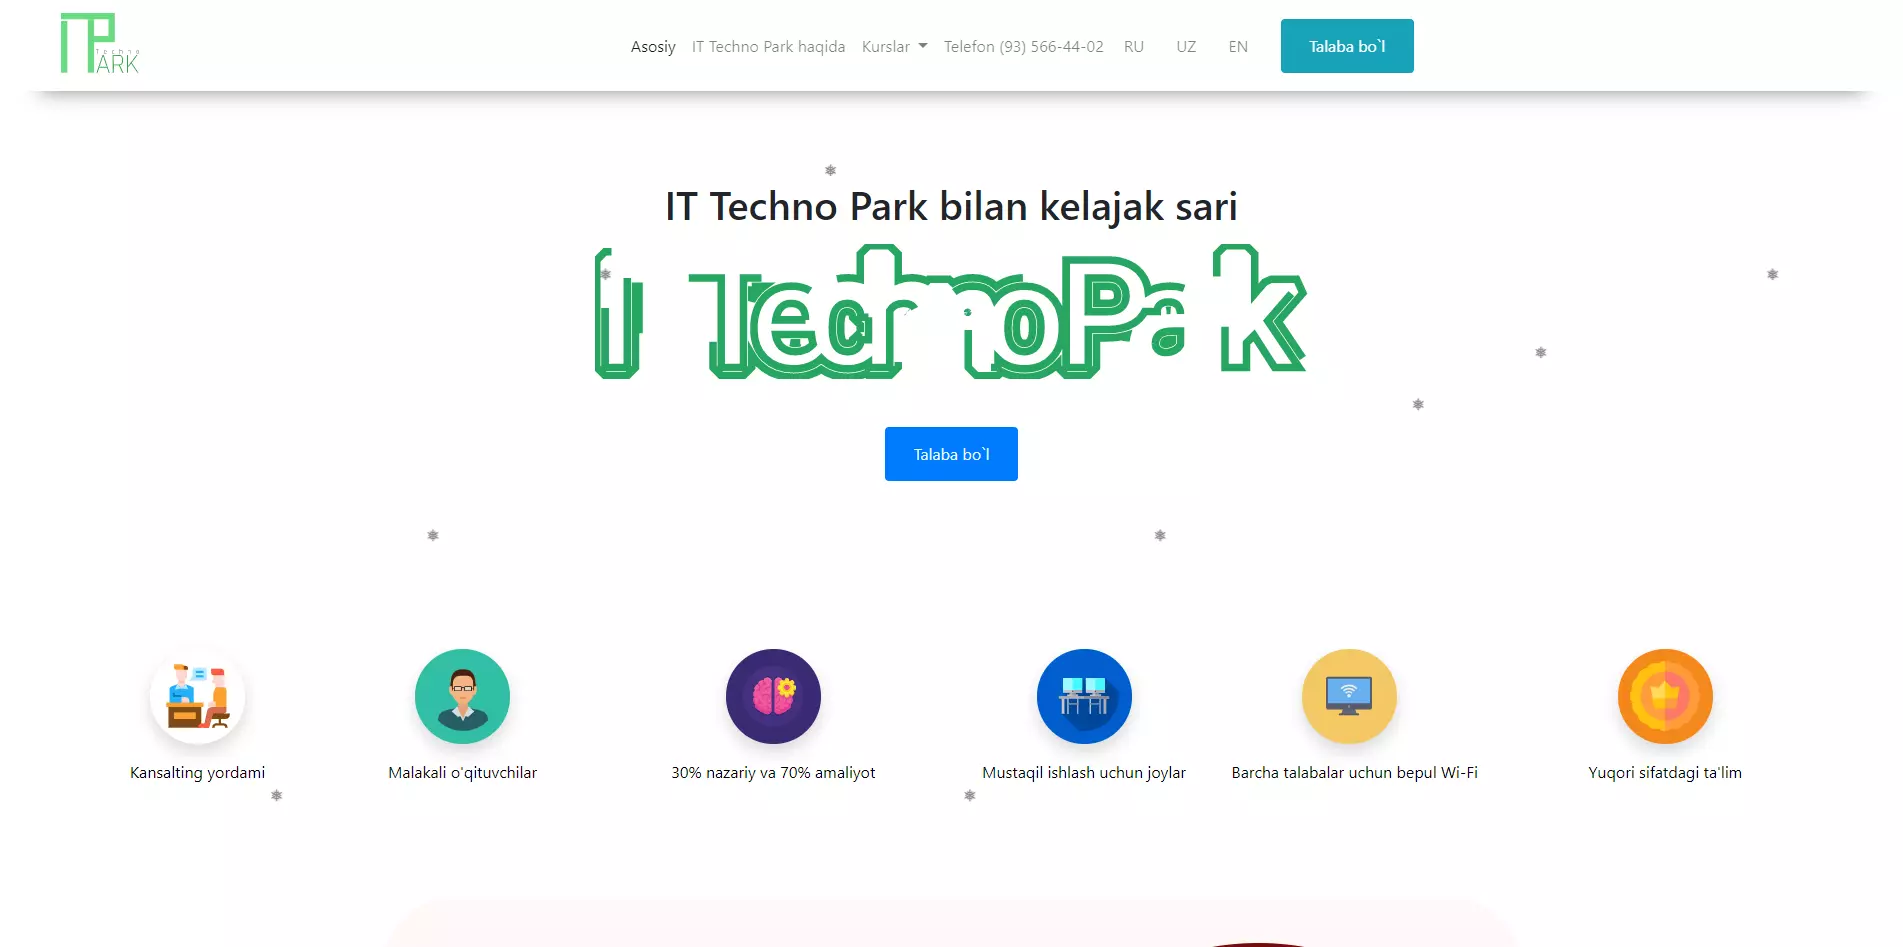 Techno
PARK
Asosiy
IT Techno Park haqida
Kurslar
Telefon (93) 566-44-02
RU
UZ
EN
Talaba bo`l
IT Techno Park bilan kelajak sari
I TechnoPa k
Talaba bo`l
Kansalting yordami
Malakali o'qituvchilar
30% nazariy va 70% amaliyot
Mustaqil ishlash uchun joylar
Barcha talabalar uchun bepul Wi-Fi
Yuqori sifatdagi ta'lim